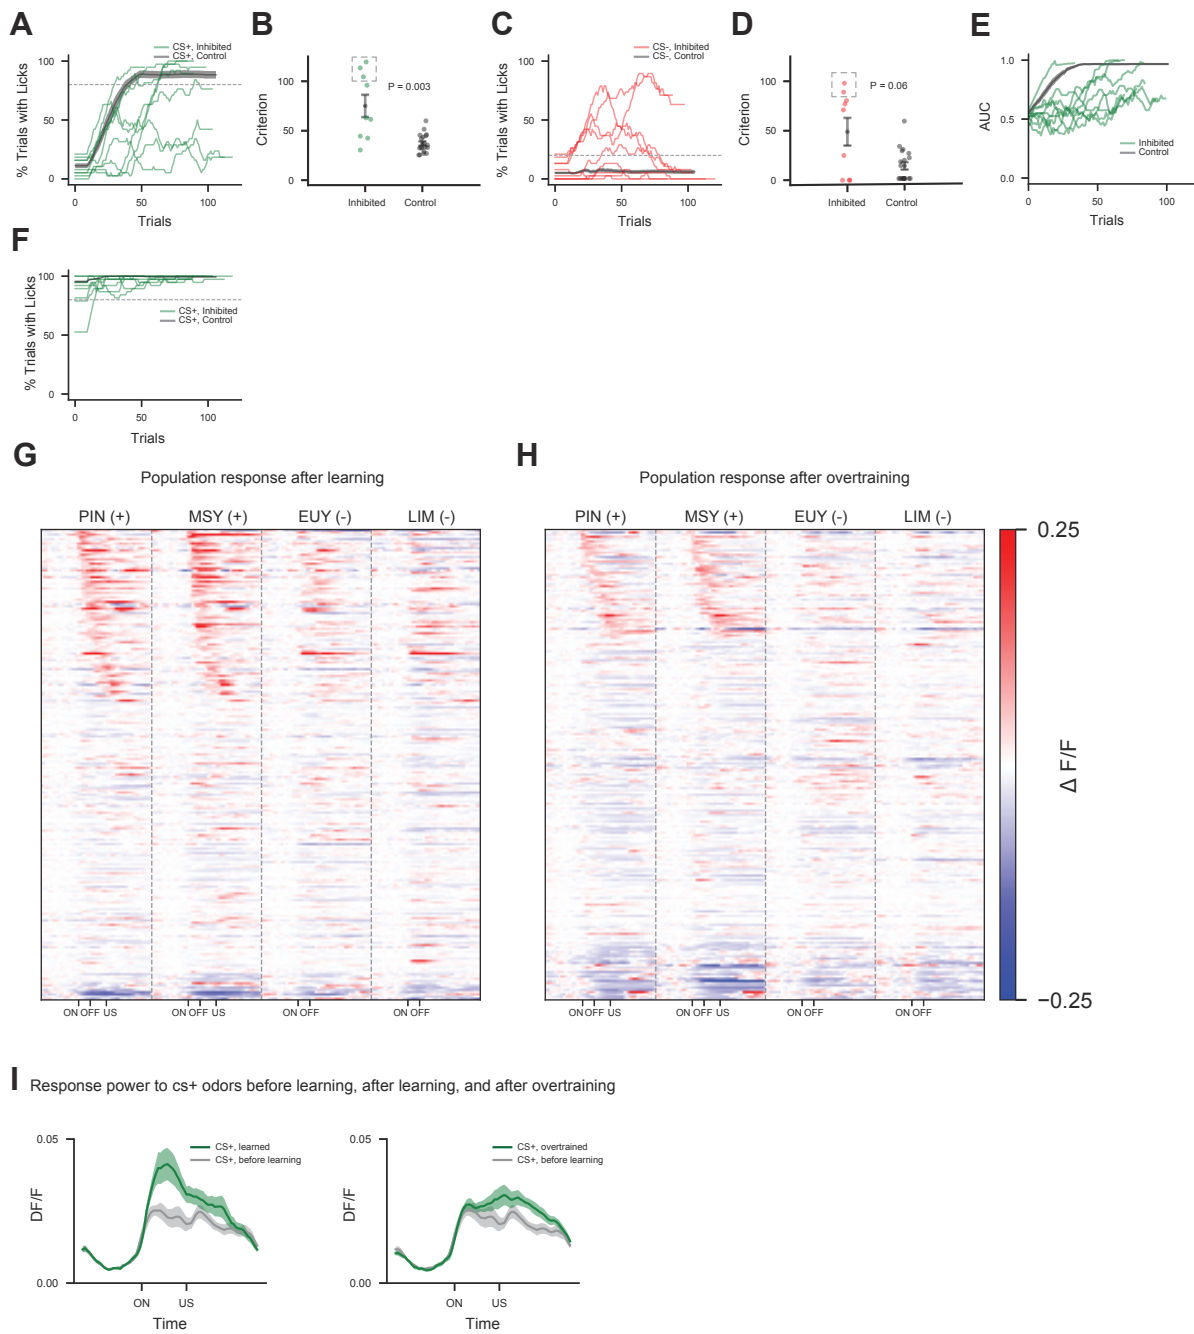 A
CS+, Inhibited
CS+, Control
% Trials with Licks
100
50
0
0
50
100
Trials
B
Criterion
100
50
0
P = 0.003
Inhibited
Control
C
CS-, Inhibited
CS-, Control
% Trials with Licks
100
50
0
0
50
100
Trials
D
Criterion
100
50
0
P = 0.06
Inhibited
Control
E
AUC
1.0
0.5
0.0
Inhibited
Control
0
50
100
Trials
F
% Trials with Licks
100
50
0
CS+, Inhibited
CS+, Control
0
50
100
Trials
G
Population response after learning
PIN (+)
MSY (+)
EUY (-)
LIM (-)
ON OFF US
ON OFF US
ON OFF
ON OFF
H
Population response after overtraining
PIN (+)
MSY (+)
EUY (-)
LIM (-)
ON OFF US
ON OFF US
ON OFF
ON OFF
0.25
Δ F/F
−0.25
I Response power to cs+ odors before learning, after learning, and after overtraining
0.05
DF/F
0.00
CS+, learned
CS+, before learning
ON
US
Time
0.05
DF/F
0.00
CS+, overtrained
CS+, before learning
ON
US
Time